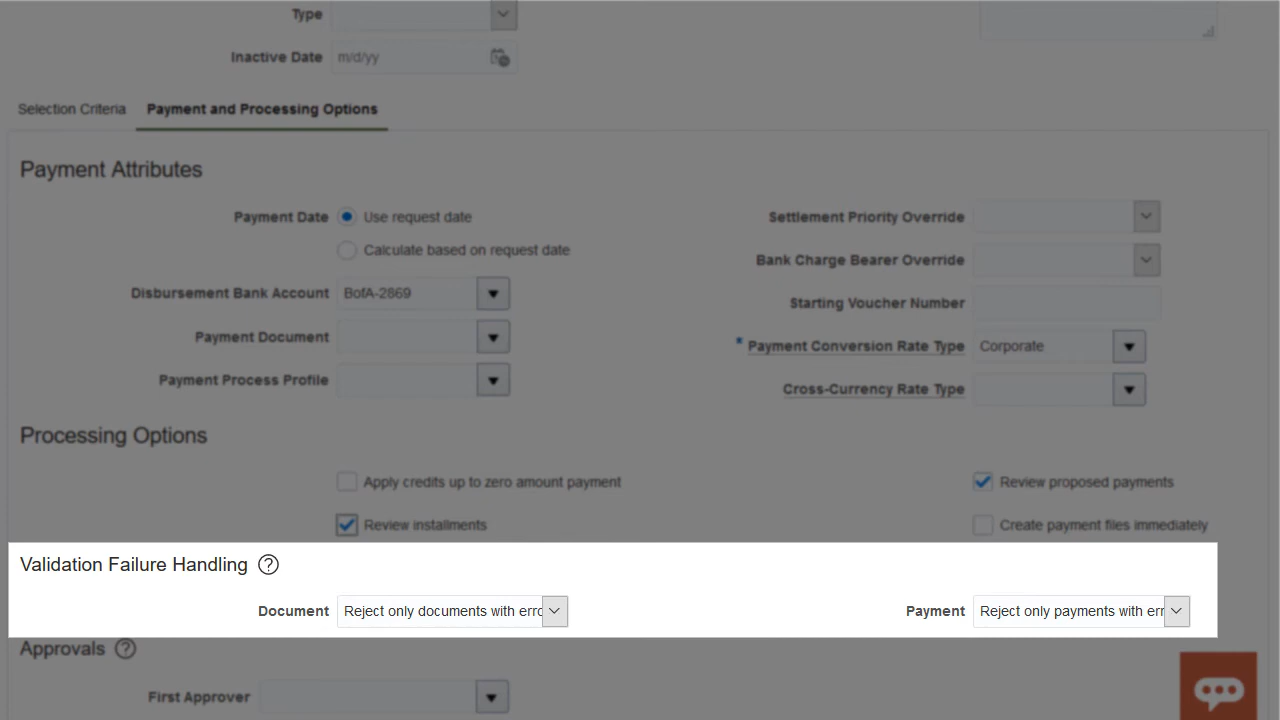 Type
Inactive Date m/d/yy
Selection Criteria Payment and Processing Options
Payment Attributes
Payment Date Use request date
Calculate based on request date
Disbursement Bank Account BofA-2869
Payment Document
Payment Process Profile
Settlement Priority Override
Bank Charge Bearer Override
Starting Voucher Number
* Payment Conversion Rate Type Corporate
Cross-Currency Rate Type
Processing Options
Apply credits up to zero amount payment Review proposed payments
Review installments Create payment files immediately
Validation Failure Handling ?
Document Reject only documents with erro Payment Reject only payments with err
Approvals ?
First Approver